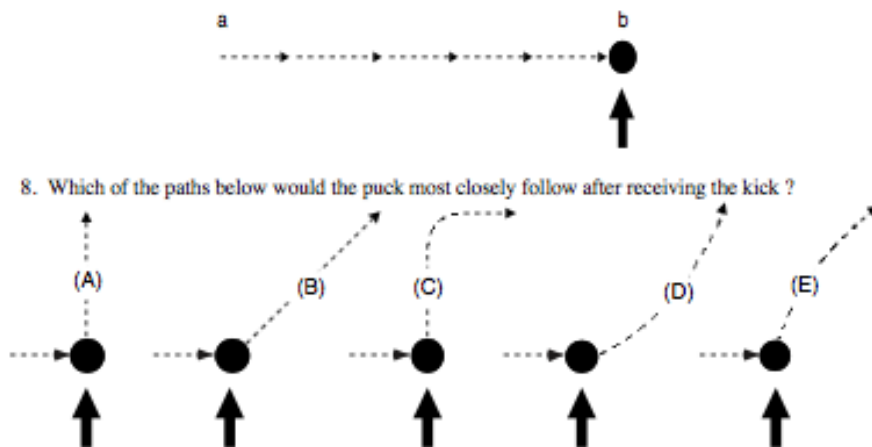 a b
8. Which of the paths below would the puck most closely follow after receiving the kick ?
(A) (B) (C) (D) (E)